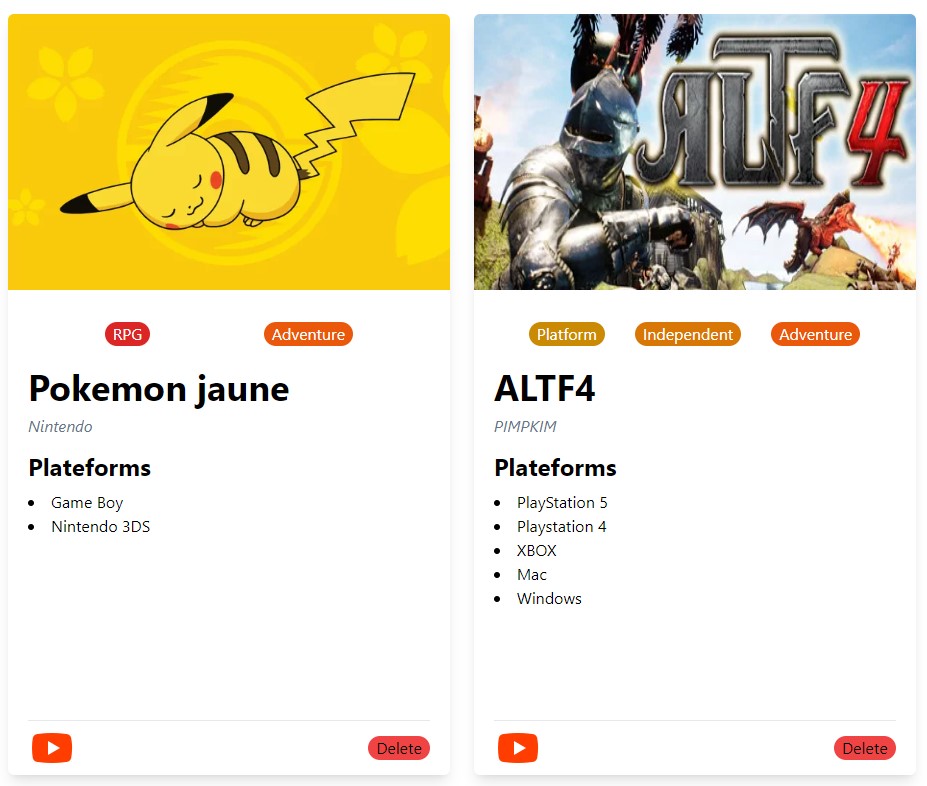 RPG
Adventure
Pokemon jaune
Nintendo
Plateforms
Game Boy
Nintendo 3DS
Delete
ALTF4
Platform
Independent
Adventure
ALTF4
PIMPKIM
Plateforms
PlayStation 5
Playstation 4
XBOX
Mac
Windows
Delete